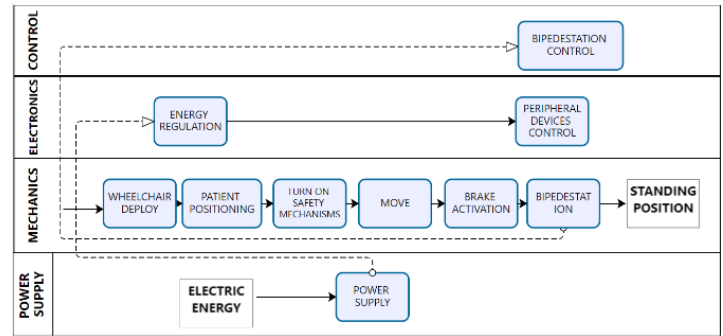 CONTROL
BIPEDESTATION
CONTROL
ELECTRONICS
ENERGY
REGULATION
PERIPHERAL
DEVICES
CONTROL
MECHANICS
WHEELCHAIR
DEPLOY
PATIENT
POSITIONING
TURN ON
SAFETY
MECHANISMS
MOVE
BRAKE
ACTIVATION
BIPEDESTAT
ION
STANDING
POSITION
POWER
SUPPLY
ELECTRIC
ENERGY
POWER
SUPPLY